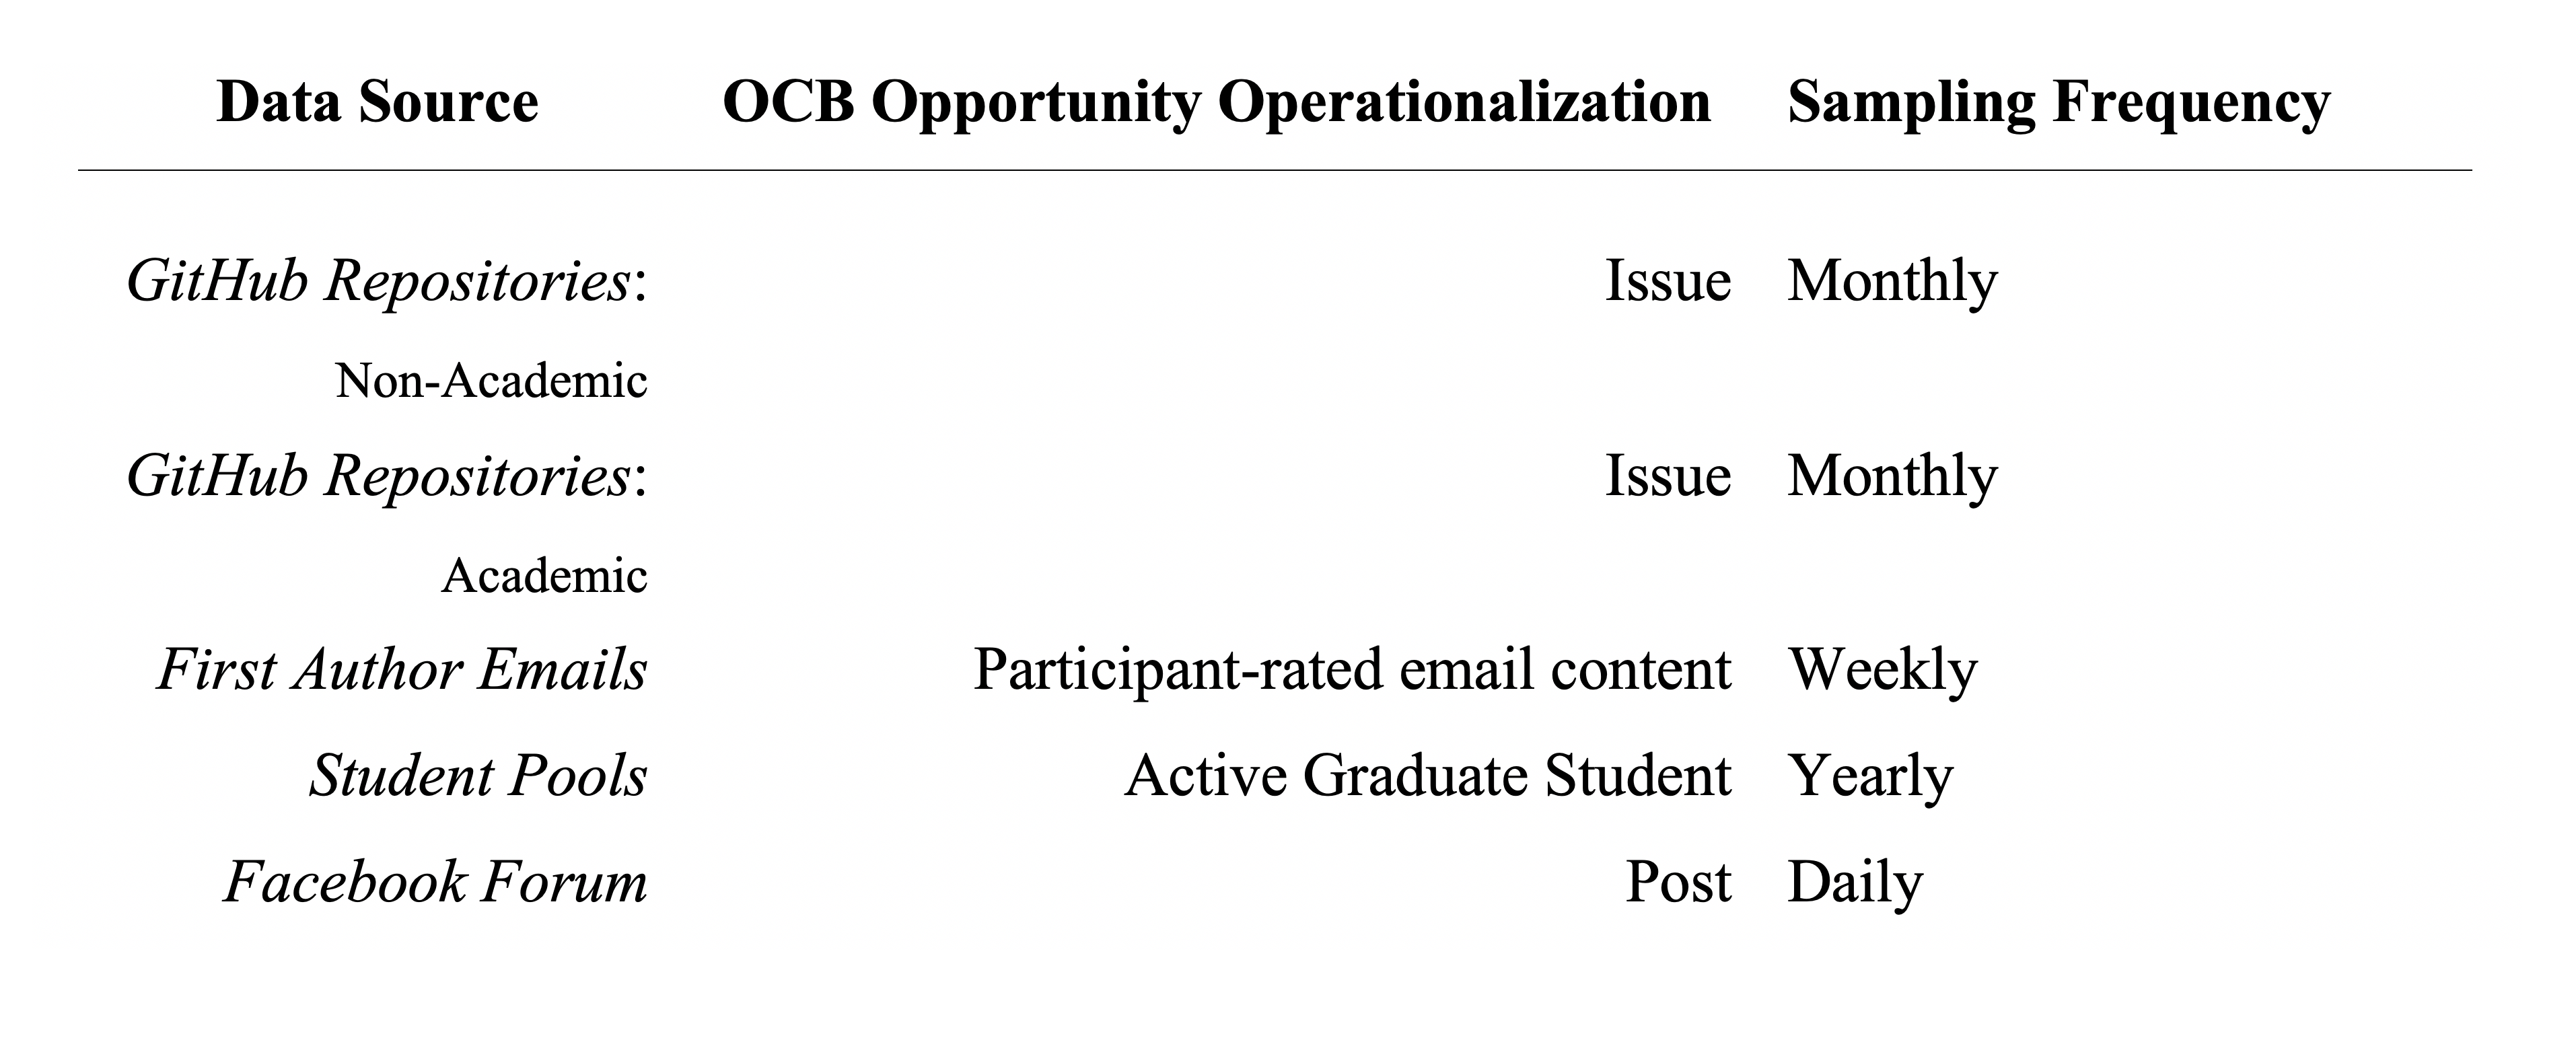 Data Source OCB Opportunity Operationalization Sampling Frequency
GitHub Repositories: Issue Monthly
Non-Academic
GitHub Repositories: Issue Monthly
Academic
First Author Emails Participant-rated email content Weekly
Student Pools Active Graduate Student Yearly
Facebook Forum Post Daily